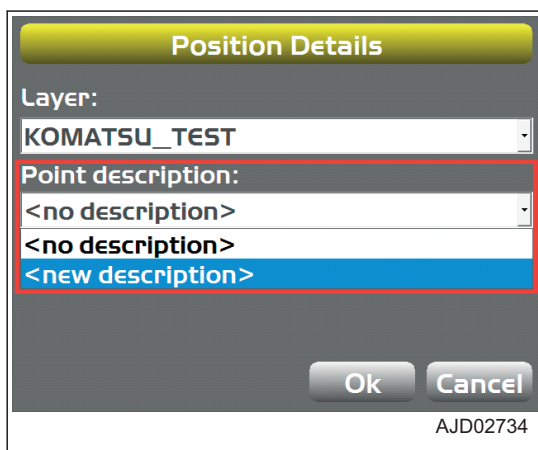 Position Details
Layer:
KOMATSU_TEST
Point description:
<no description>
<no description>
<new description>
Ok Cancel
AJD02734